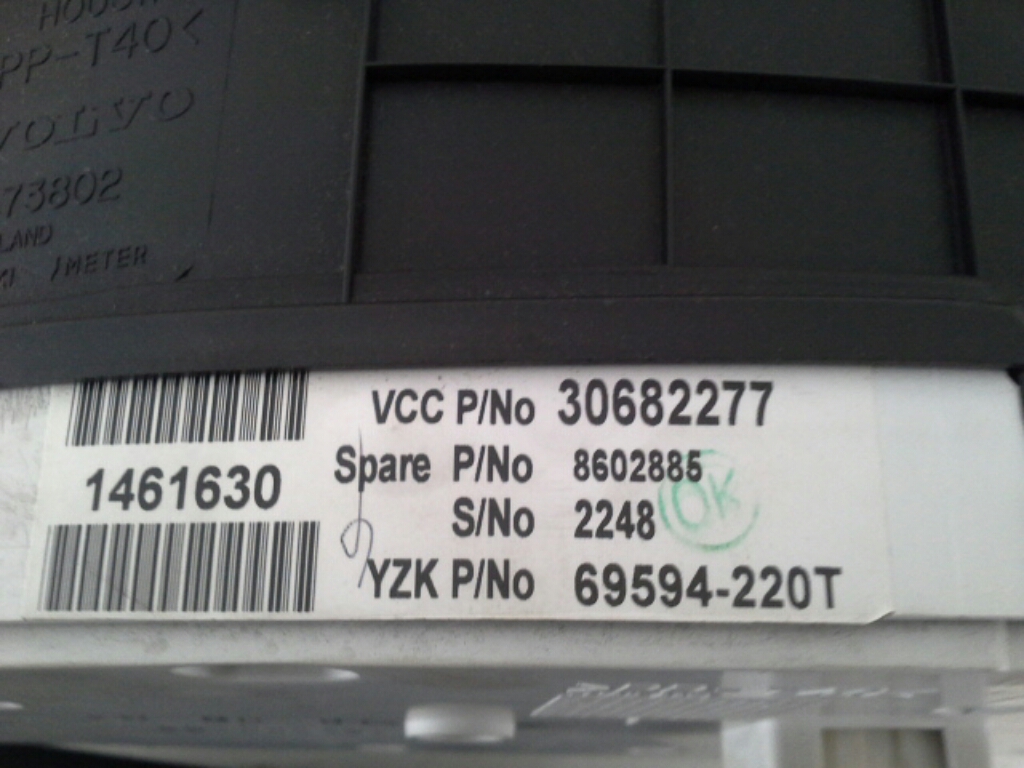 PP-T40<
VOLVO
73802
LAND
/METER
VCC P/No 30682277
1461630
Spare P/No 8602885
S/No 2248
OK
YZK P/No 69594-220T